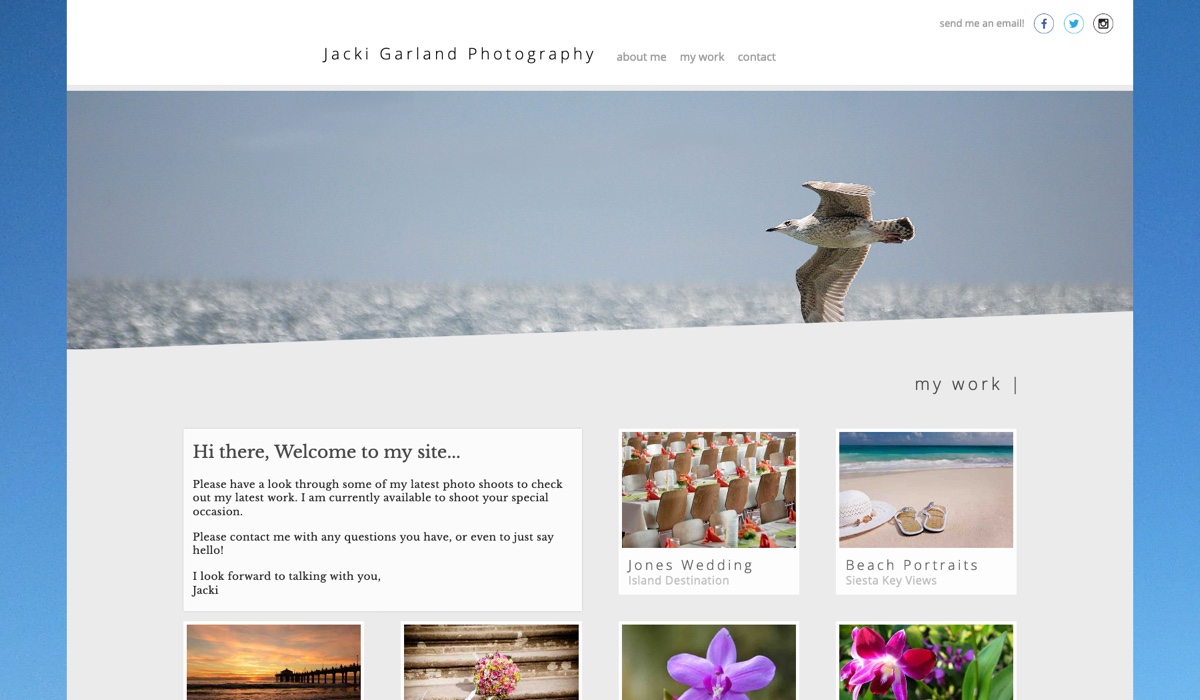 send me an email!
Jacki Garland Photography
about me
my work
contact
my work |
Hi there, Welcome to my site...
Please have a look through some of my latest photo shoots to check
out my latest work. I am currently available to shoot your special
occasion.
Please contact me with any questions you have, or even to just say
hello!
I look forward to talking with you,
Jacki
Jones Wedding
Island Destination
Beach Portraits
Siesta Key Views